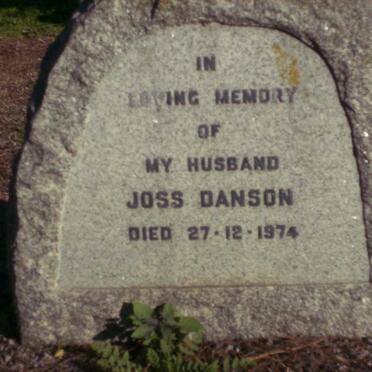 IN
LOVING MEMORY
OF
MY HUSBAND
JOSS DANSON
DIED 27·12·1974